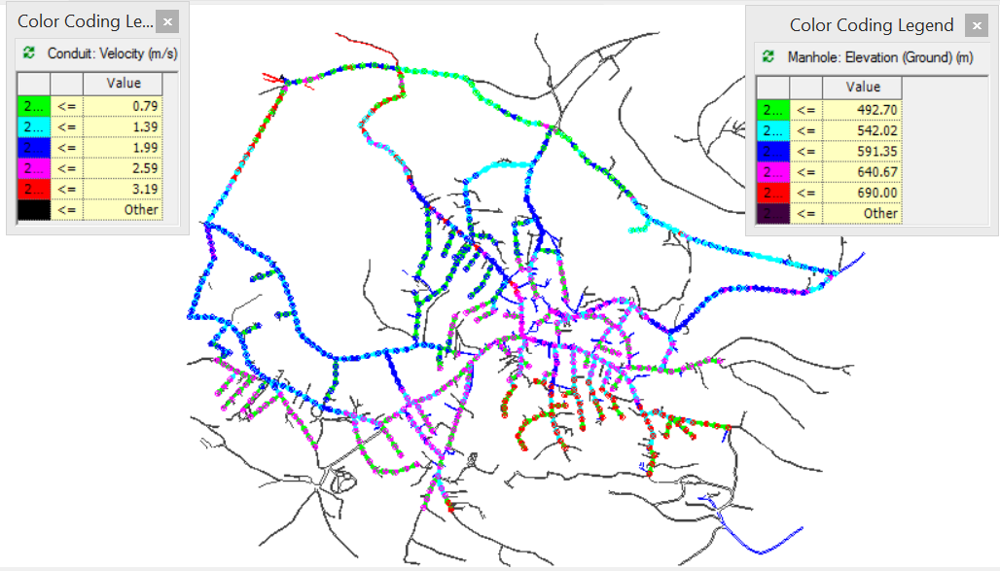 Color Coding Le...
Conduit: Velocity (m/s)
Value
2... <= 0.79
2... <= 1.39
2 <= 1.99
2... <= 2.59
2... <= 3.19
<= Other
Color Coding Legend
Manhole: Elevation (Ground) (m)
Value
2... <= 492.70
2... <= 542.02
2... <= 591.35
2... <= 640.67
2... <= 690.00
2... <= Other